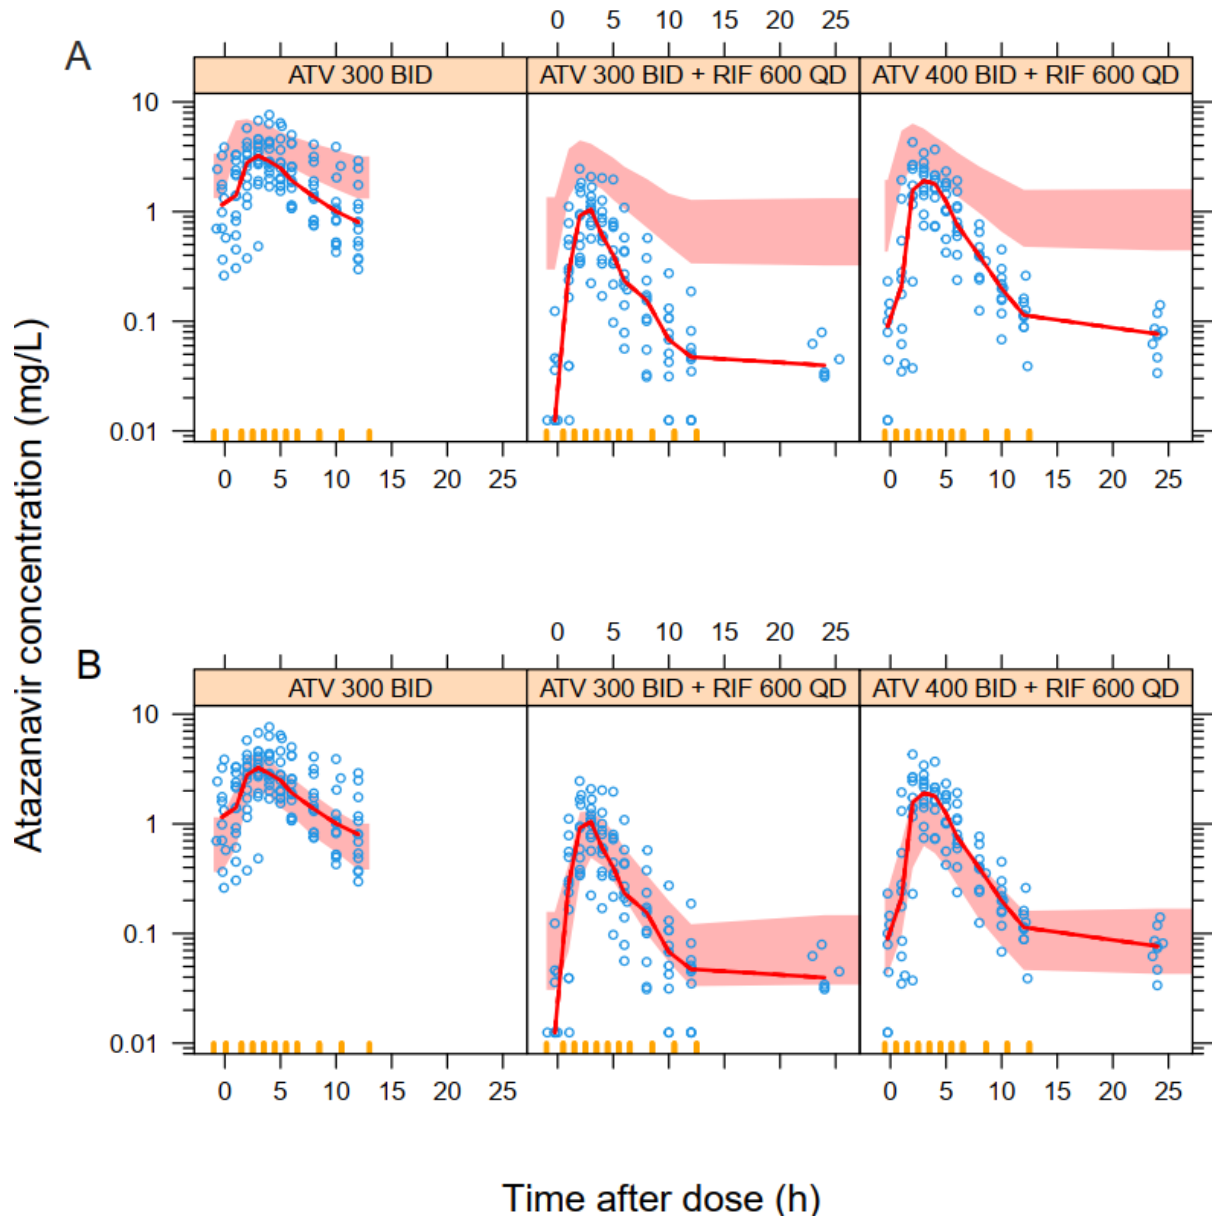 0 5 10 15 20 25
A
ATV 300 BID ATV 300 BID + RIF 600 QD ATV 400 BID + RIF 600 QD
10
1
0.1
0.01
0 5 10 15 20 25 0 5 10 15 20 25
Atazanavir concentration (mg/L)
0 5 10 15 20 25
B
ATV 300 BID ATV 300 BID + RIF 600 QD ATV 400 BID + RIF 600 QD
10
1
0.1
0.01
0 5 10 15 20 25 0 5 10 15 20 25
Time after dose (h)